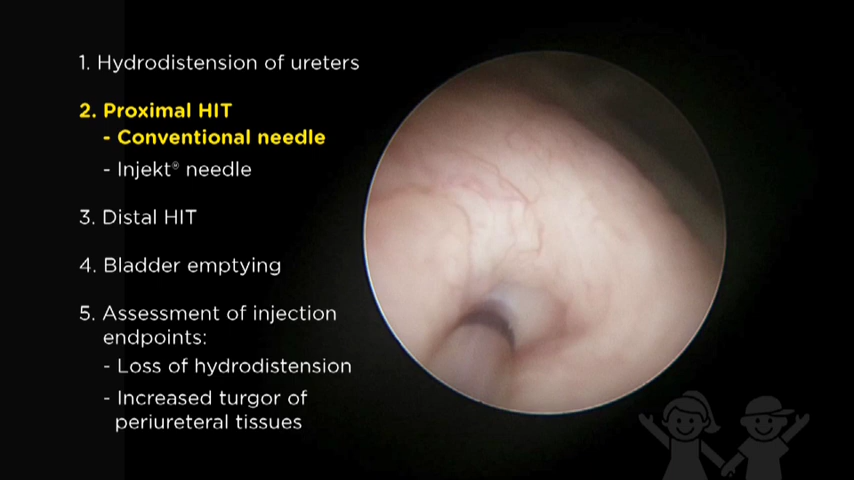 1. Hydrodistension of ureters
2. Proximal HIT
- Conventional needle
- Injekt® needle
3. Distal HIT
4. Bladder emptying
5. Assessment of injection
endpoints:
- Loss of hydrodistension
- Increased turgor of
periureteral tissues